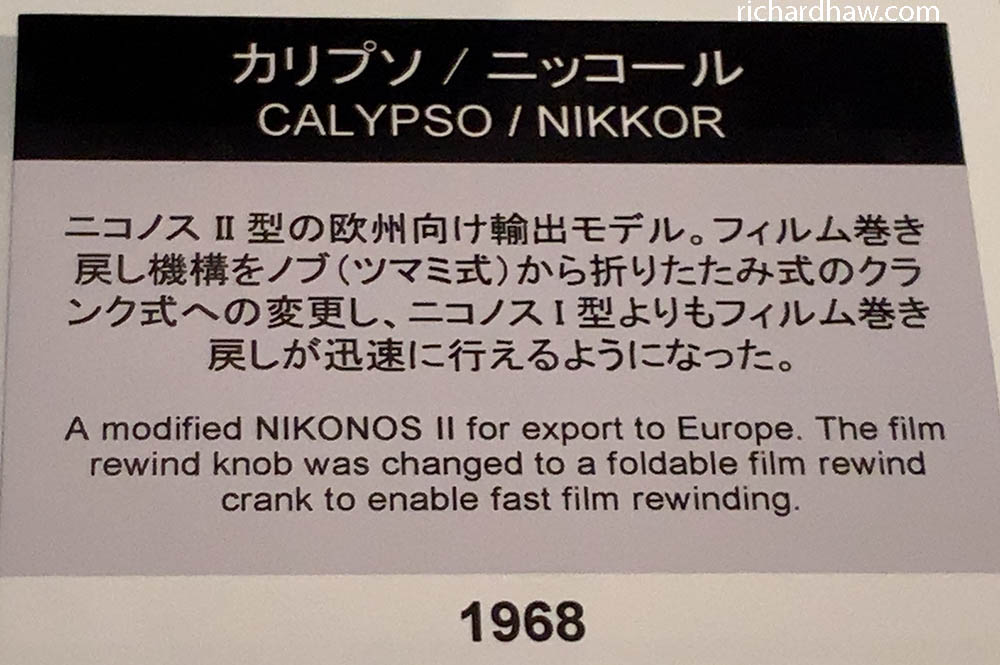 richardhaw.com
カリプソ / ニッコール
CALYPSO / NIKKOR
ニコノス II 型の欧州向け輸出モデル。フィルム巻き
戻し機構をノブ(ツマミ式)から折りたたみ式のクラ
ンク式への変更し、ニコノス I 型よりもフィルム巻き
戻しが迅速に行えるようになった。
A modified NIKONOS II for export to Europe. The film
rewind knob was changed to a foldable film rewind
crank to enable fast film rewinding.
1968